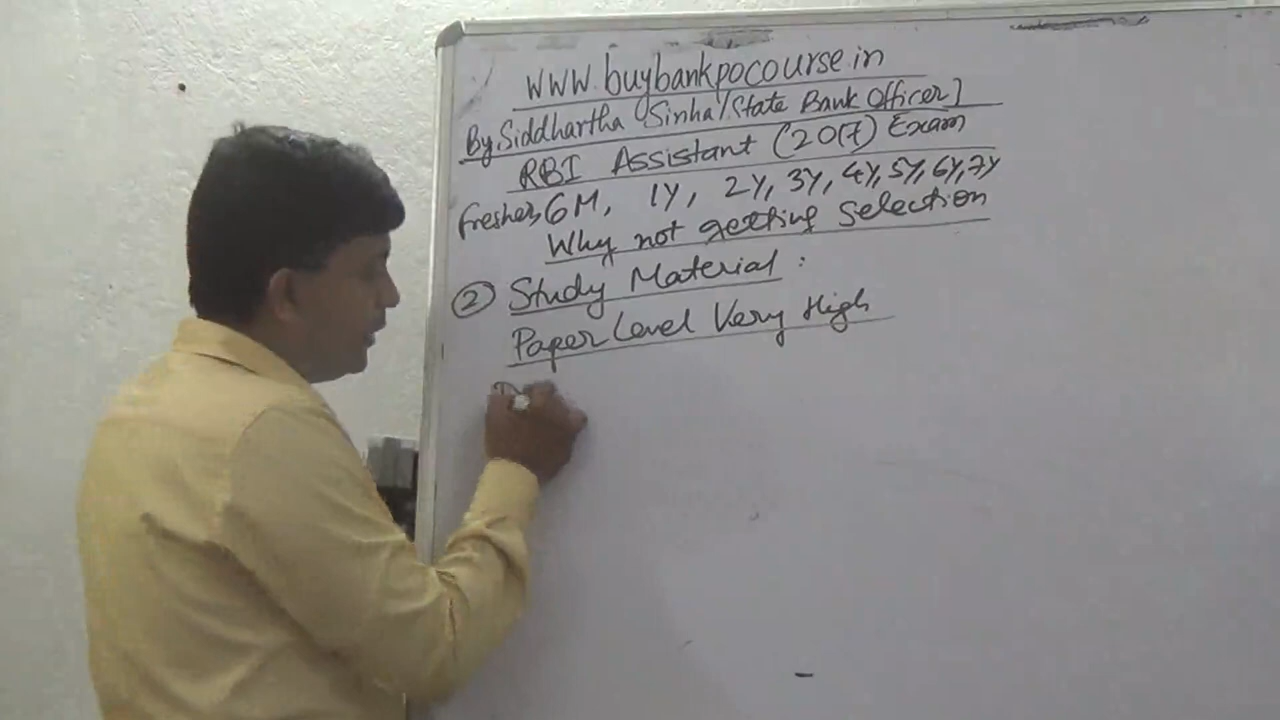 www.buybankpocourse.in
By Siddhartha Sinha/State Bank Officer]
RBI Assistant (2017) Exam
Fresher, 6M, 1Y, 2Y, 3Y, 4Y, 5Y, 6Y, 7Y
Why not getting selection
② Study Material :
Paper Level Very High